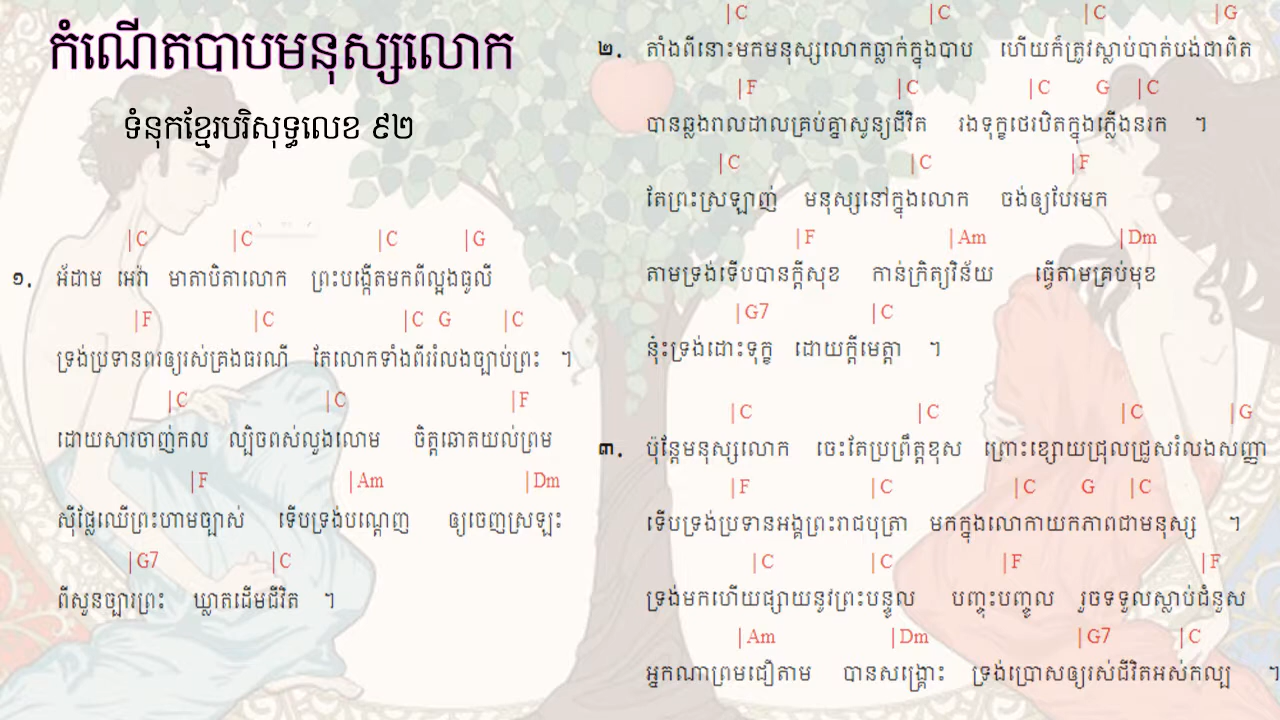 កំណើតបាបមនុស្សលោក
ទំនុកខ្មែរបរិសុទ្ធលេខ ៩២
|C |C |C |G
១. អ័ដាម អេវ៉ា មាតាបិតាលោក ព្រះបង្កើតមកពីល្អងធូលី
|F |C |C G |C
ទ្រង់ប្រទានពរឲ្យរស់គ្រងធរណី តែលោកទាំងពីររំលងច្បាប់ព្រះ ។
|C |C |F
ដោយសារចាញ់កល ល្បិចពស់លួងលោម ចិត្តឆោតយល់ព្រម
|F |Am |Dm
ស៊ីផ្លែឈើព្រះហាមច្បាស់ ទើបទ្រង់បណ្តេញ ឲ្យចេញស្រឡះ
|G7 |C
ពីសួនច្បារព្រះ ឃ្លាតដើមជីវិត ។
|C |C |C |G
២. តាំងពីនោះមកមនុស្សលោកធ្លាក់ក្នុងបាប ហើយក៏ត្រូវស្លាប់បាត់បង់ជាពិត
|F |C |C G |C
បានឆ្លងរាលដាលគ្រប់គ្នាសូន្យជីវិត រងទុក្ខថេរឋិតក្នុងភ្លើងនរក ។
|C |C |F
តែព្រះស្រឡាញ់ មនុស្សនៅក្នុងលោក ចង់ឲ្យបែរមក
|F |Am |Dm
តាមទ្រង់ទើបបានក្តីសុខ កាន់ក្រិត្យវិន័យ ធ្វើតាមគ្រប់មុខ
|G7 |C
នុ៎ះទ្រង់ដោះទុក្ខ ដោយក្តីមេត្តា ។
|C |C |C |G
៣. ប៉ុន្តែមនុស្សលោក ចេះតែប្រព្រឹត្តខុស ព្រោះខ្សោយជ្រុលជ្រួសរំលងសញ្ញា
|F |C |C G |C
ទើបទ្រង់ប្រទានអង្គព្រះរាជបុត្រា មកក្នុងលោកាយកភាពជាមនុស្ស ។
|C |C |F |F
ទ្រង់មកហើយផ្សាយនូវព្រះបន្ទូល បញ្ចុះបញ្ចូល រួចទទួលស្លាប់ជំនួស
|Am |Dm |G7 |C
អ្នកណាព្រមជឿតាម បានសង្គ្រោះ ទ្រង់ប្រោសឲ្យរស់ជីវិតអស់កល្ប ។